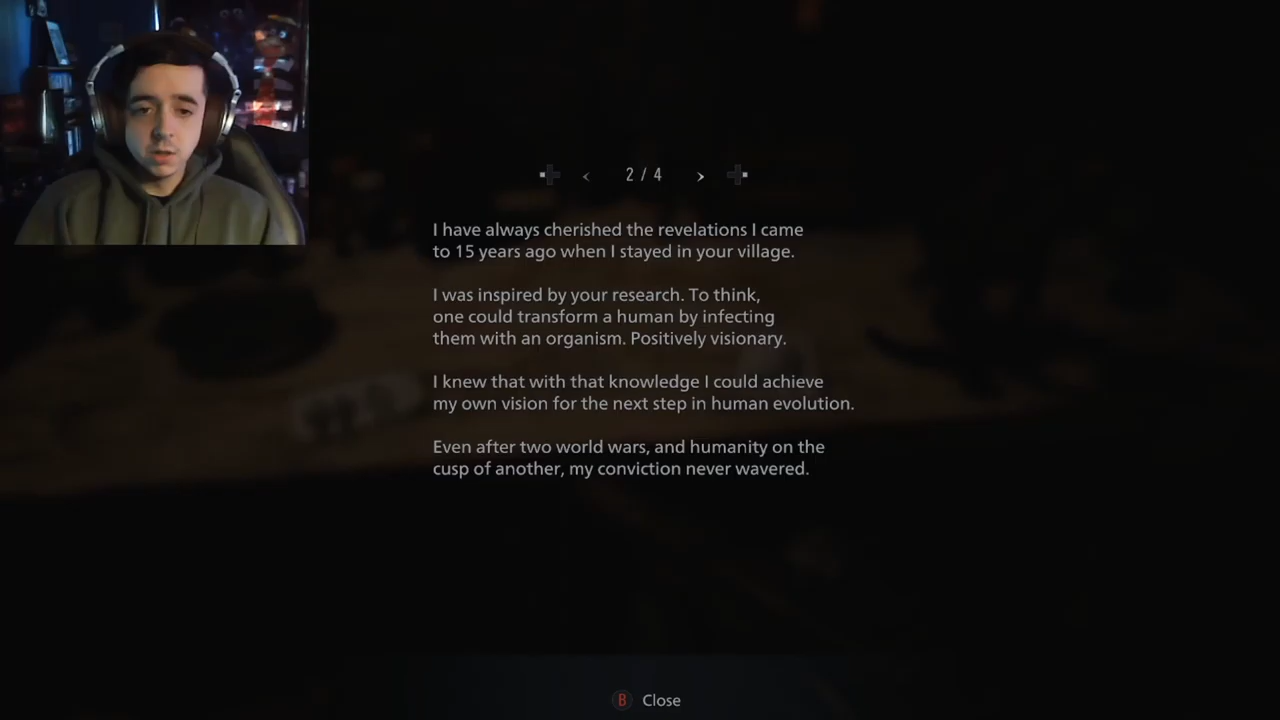 2 / 4
I have always cherished the revelations I came
to 15 years ago when I stayed in your village.
I was inspired by your research. To think,
one could transform a human by infecting
them with an organism. Positively visionary.
I knew that with that knowledge I could achieve
my own vision for the next step in human evolution.
Even after two world wars, and humanity on the
cusp of another, my conviction never wavered.
B Close